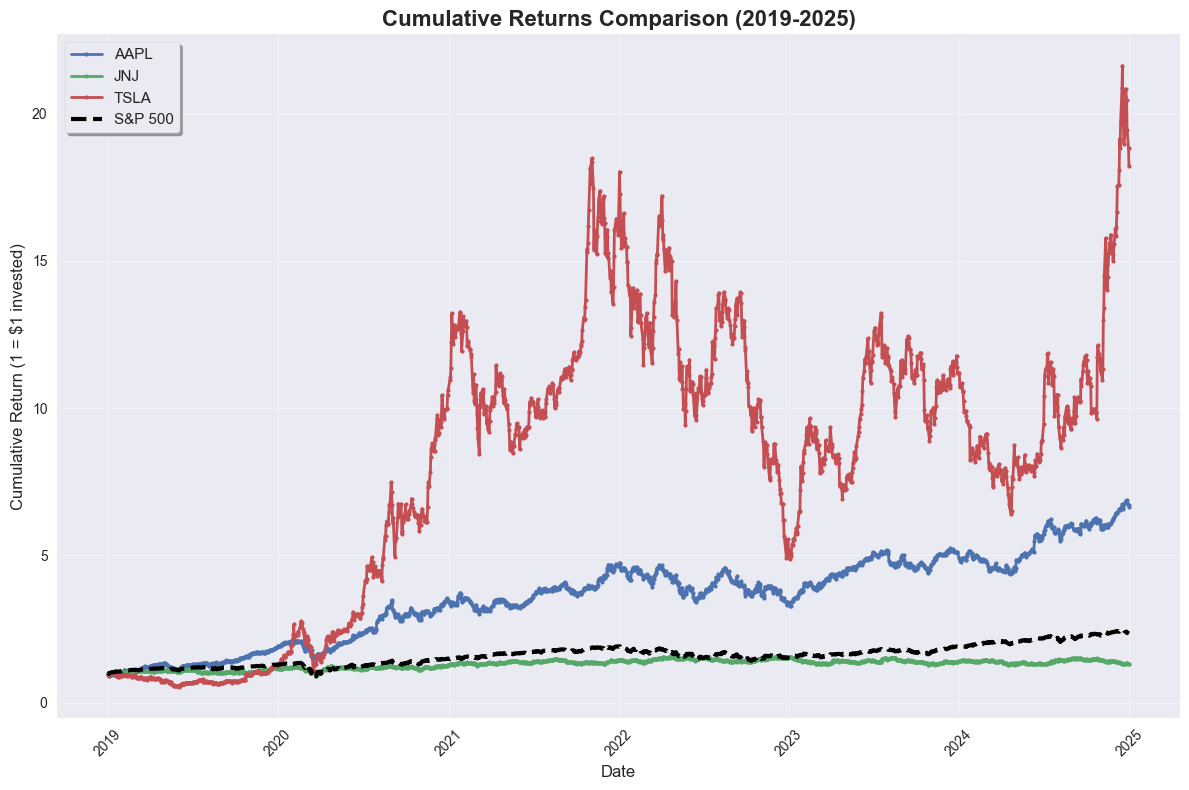 Cumulative Returns Comparison (2019-2025)
AAPL
JNJ
TSLA
S&P 500
Cumulative Return (1 = $1 invested)
20
15
10
5
0
2019
2020
2021
2022
2023
2024
2025
Date